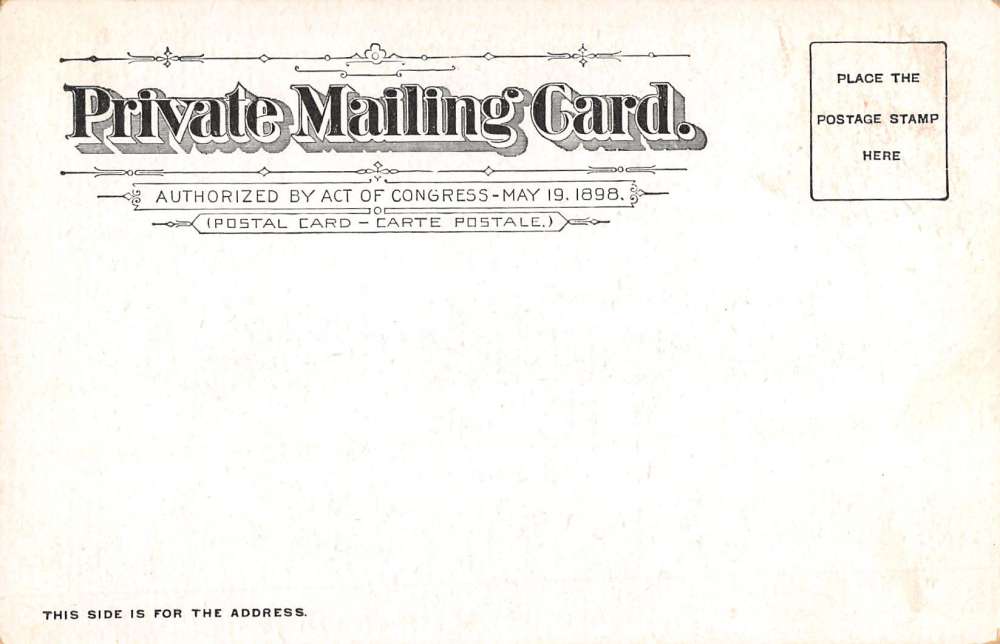 Private Mailing Card.
PLACE THE
POSTAGE STAMP
HERE
AUTHORIZED BY ACT OF CONGRESS-MAY 19. 1898.
(POSTAL CARD - CARTE POSTALE.)
THIS SIDE IS FOR THE ADDRESS.